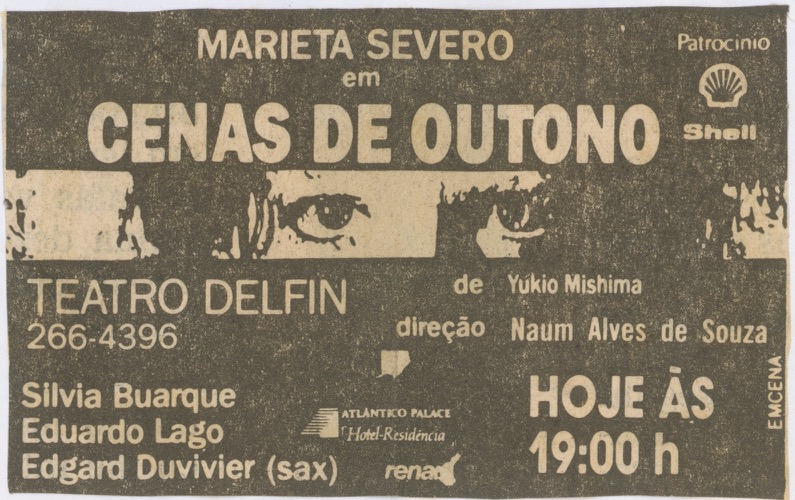 MARIETA SEVERO
em
CENAS DE OUTONO
Patrocínio
Shell
TEATRO DELFIN
266-4396
de Yukio Mishima
direção Naum Alves de Souza
Silvia Buarque
Eduardo Lago
Edgard Duvivier (sax)
ATLÂNTICO PALACE
Hotel-Residência
HOJE ÀS
19:00 h
EMCENA